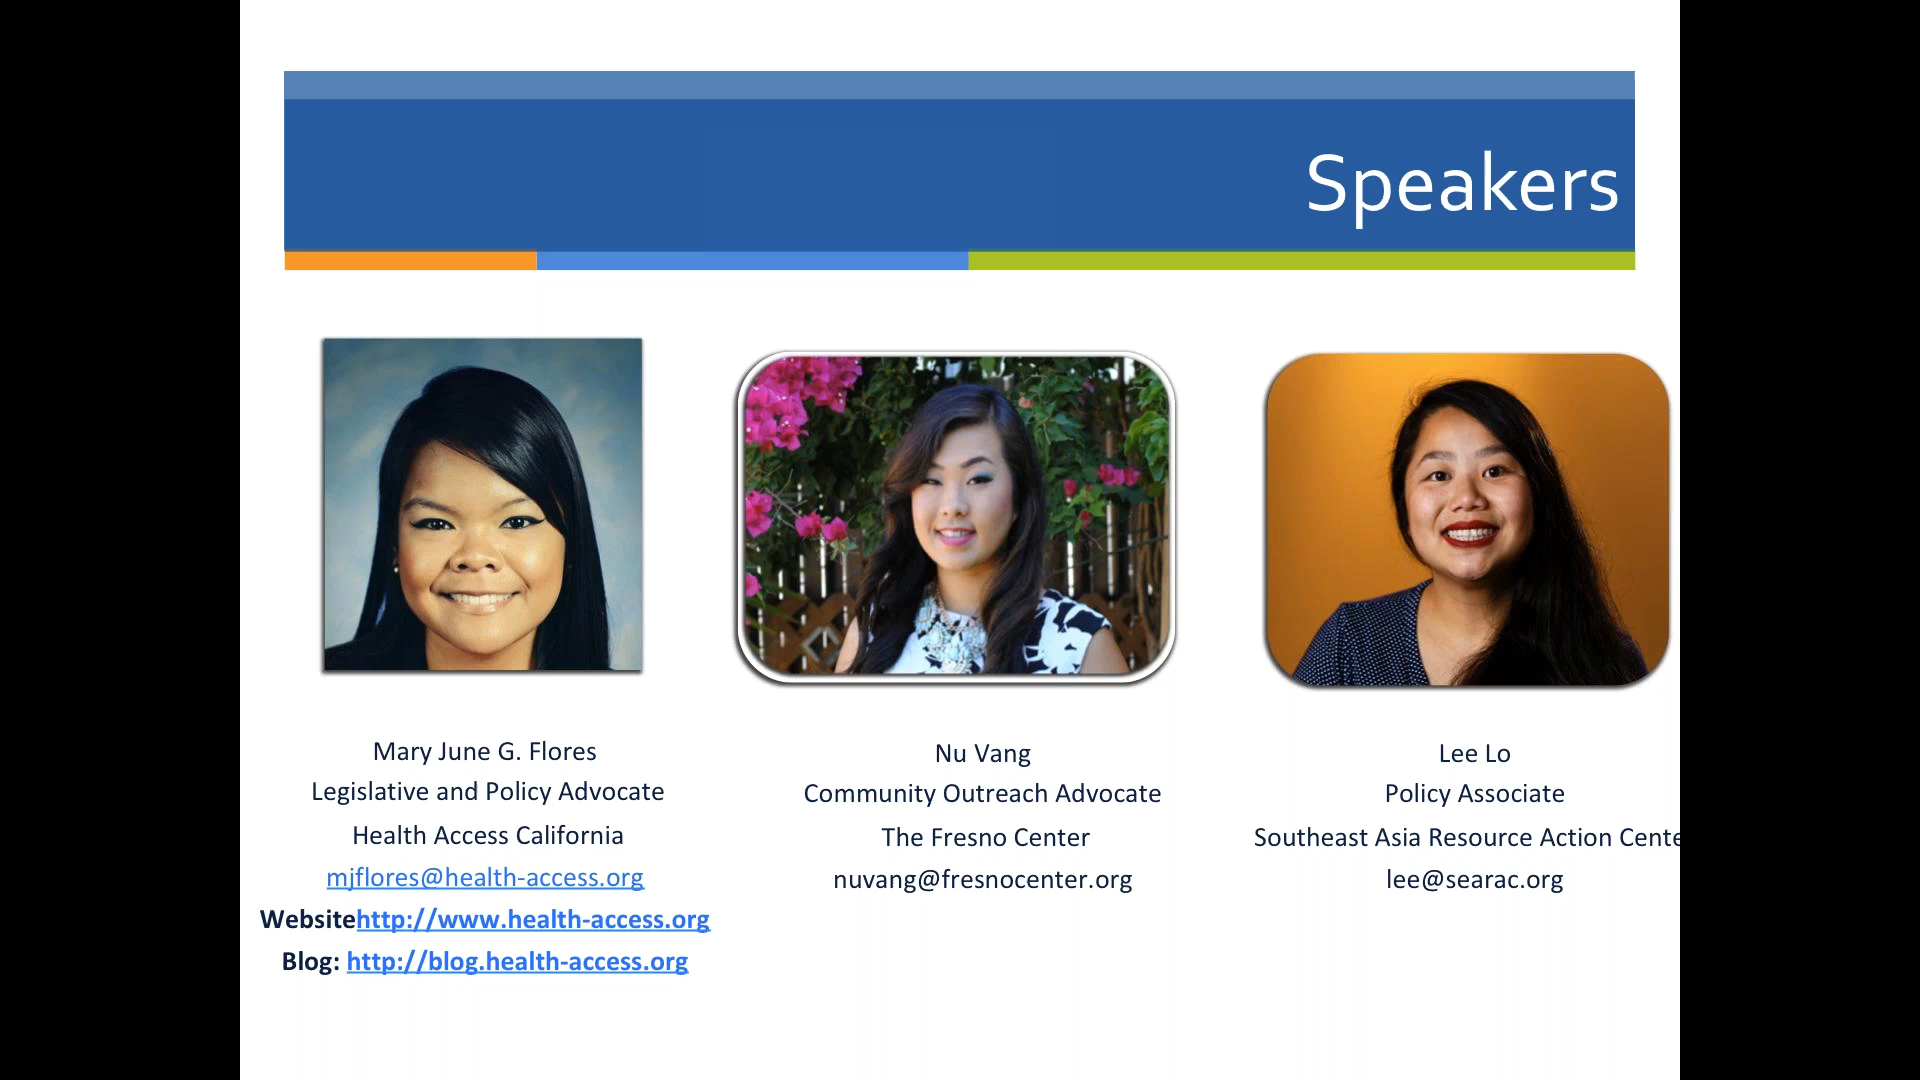 Speakers
Mary June G. Flores
Legislative and Policy Advocate
Health Access California
mjflores@health-access.org
Websitehttp://www.health-access.org
Blog: http://blog.health-access.org
Nu Vang
Community Outreach Advocate
The Fresno Center
nuvang@fresnocenter.org
Lee Lo
Policy Associate
Southeast Asia Resource Action Cente
lee@searac.org